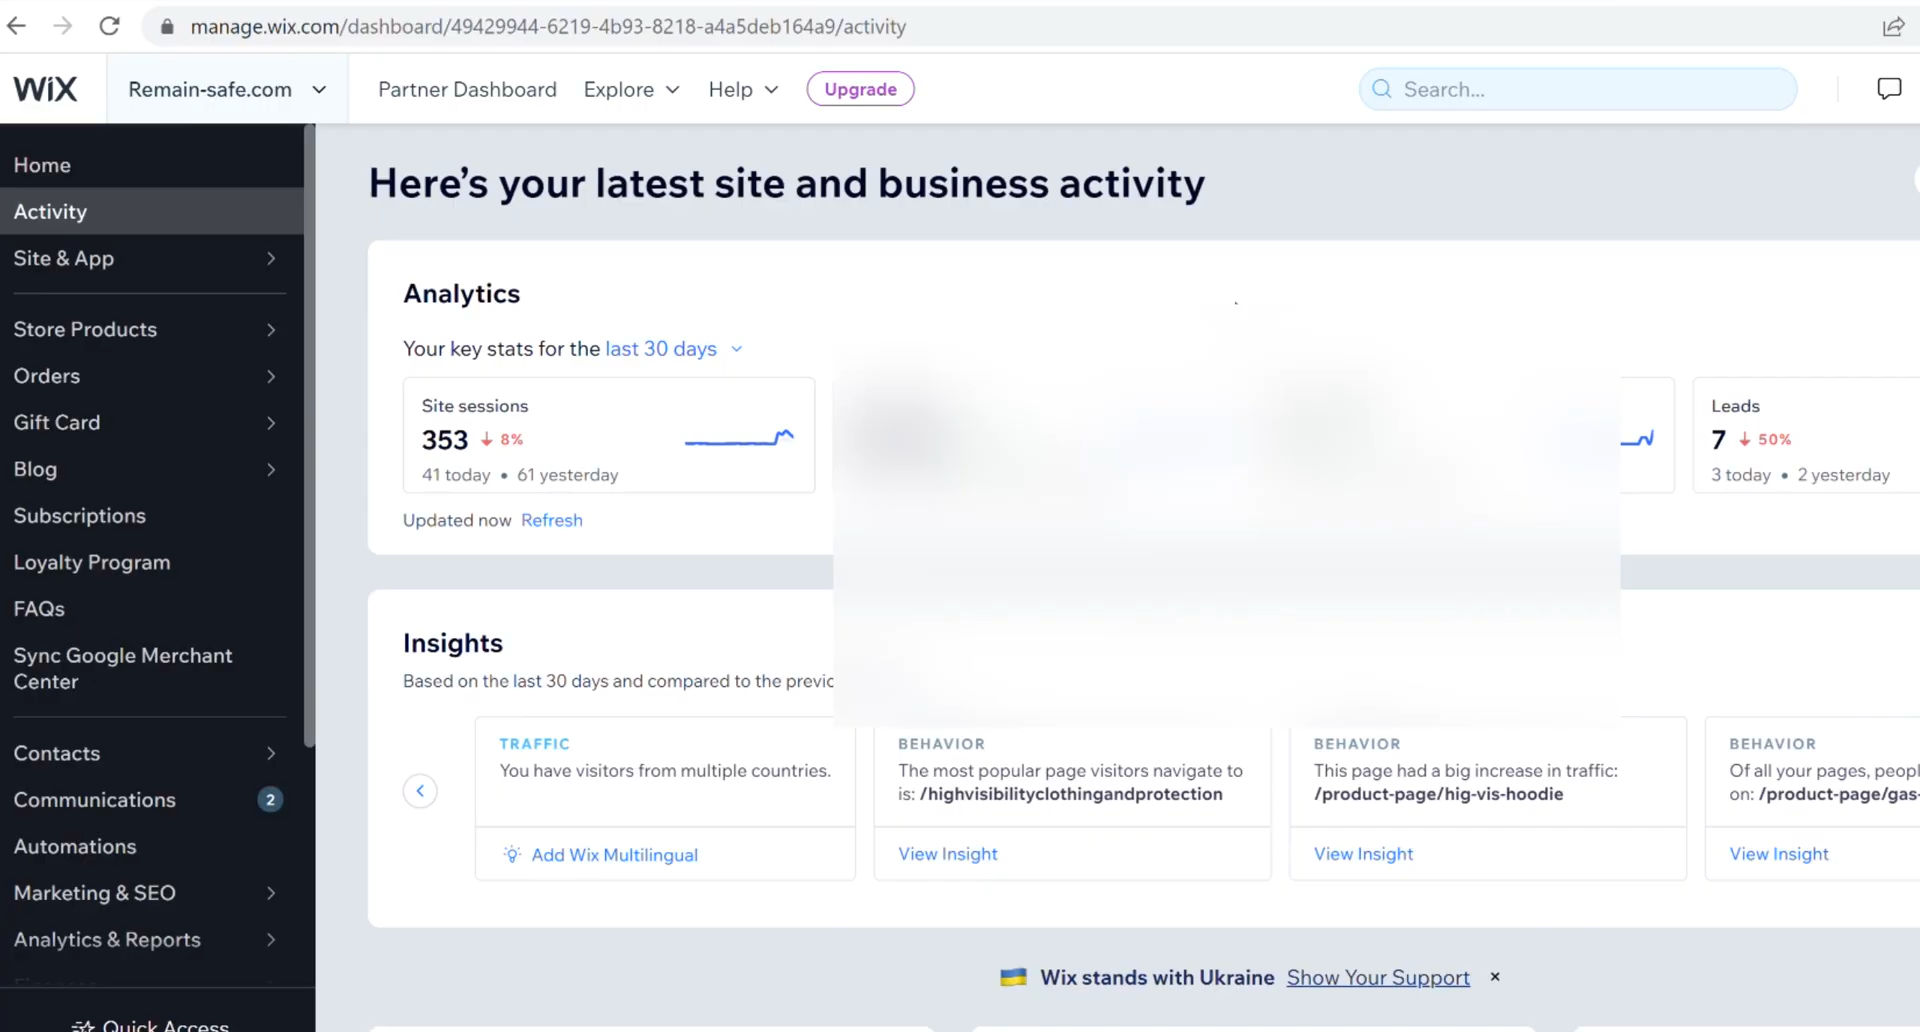 manage.wix.com/dashboard/49429944-6219-4b93-8218-a4a5deb164a9/activity
WiX
Remain-safe.com
Partner Dashboard
Explore
Help
Upgrade
Search...
Home
Activity
Site & App
Store Products
Orders
Gift Card
Blog
Subscriptions
Loyalty Program
FAQs
Sync Google Merchant
Center
Contacts
Communications
2
Automations
Marketing & SEO
Analytics & Reports
Quick Access
Here's your latest site and business activity
Analytics
Your key stats for the last 30 days
Site sessions
353 ↓ 8%
41 today • 61 yesterday
Leads
7 ↓ 50%
3 today • 2 yesterday
Updated now Refresh
Insights
Based on the last 30 days and compared to the
TRAFFIC
You have visitors from multiple countries.
Add Wix Multilingual
BEHAVIOR
The most popular page visitors navigate to
is: /highvisibilityclothingandprotection
View Insight
BEHAVIOR
This page had a big increase in traffic:
/product-page/hig-vis-hoodie
View Insight
BEHAVIOR
Of all your pages,
on: /product-page/gas-
View Insight
Wix stands with Ukraine Show Your Support ×